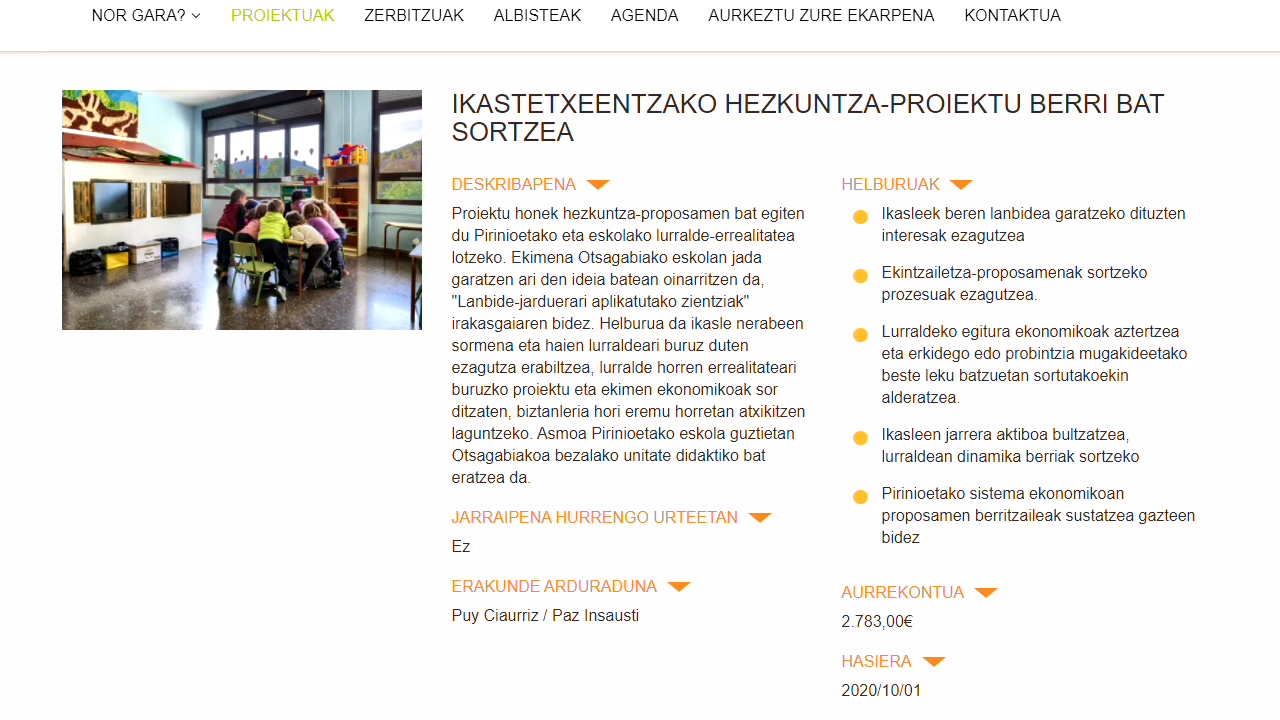 NOR GARA? PROIEKTUAK ZERBITZUAK ALBISTEAK AGENDA AURKEZTU ZURE EKARPENA KONTAKTUA
IKASTETXEENTZAKO HEZKUNTZA-PROIEKTU BERRI BAT
SORTZEA
DESKRIBAPENA
Proiektu honek hezkuntza-proposamen bat egiten
du Pirinioetako eta eskolako lurralde-errealitatea
lotzeko. Ekimena Otsagabiako eskolan jada
garatzen ari den ideia batean oinarritzen da,
"Lanbide-jarduerari aplikatutako zientziak"
irakasgaiaren bidez. Helburua da ikasle nerabeen
sormena eta haien lurraldeari buruz duten
ezagutza erabiltzea, lurralde horren errealitateari
buruzko proiektu eta ekimen ekonomikoak sor
ditzaten, biztanleria hori eremu horretan atxikitzen
laguntzeko. Asmoa Pirinioetako eskola guztietan
Otsagabiakoa bezalako unitate didaktiko bat
eratzea da.
JARRAIPENA HURRENGO URTEETAN
Ez
ERAKUNDE ARDURADUNA
Puy Ciaurriz / Paz Insausti
HELBURUAK
Ikasleek beren lanbidea garatzeko dituzten
interesak ezagutzea
Ekintzailetza-proposamenak sortzeko
prozesuak ezagutzea.
Lurraldeko egitura ekonomikoak aztertzea
eta erkidego edo probintzia mugakideetako
beste leku batzuetan sortutakoekin
alderatzea.
Ikasleen jarrera aktiboa bultzatzea,
lurraldean dinamika berriak sortzeko
Pirinioetako sistema ekonomikoan
proposamen berritzaileak sustatzea gazteen
bidez
AURREKONTUA
2.783,00€
HASIERA
2020/10/01